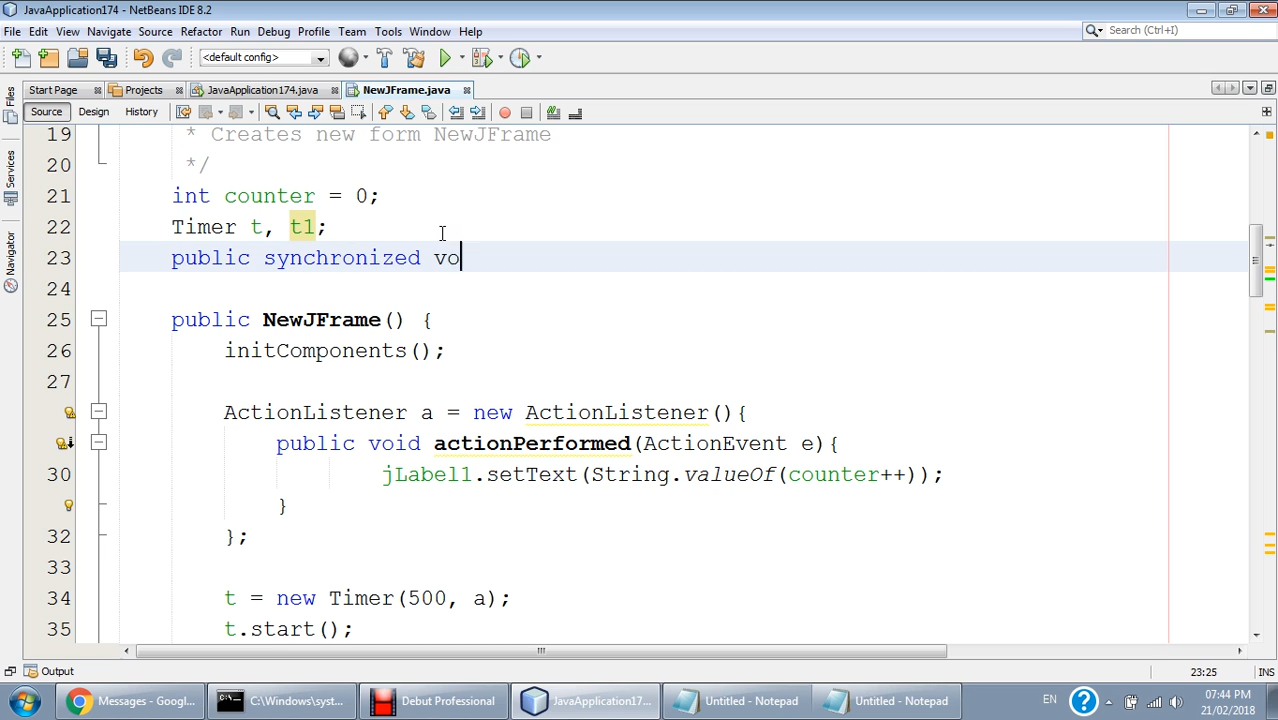 JavaApplication174 - NetBeans IDE 8.2
File Edit View Navigate Source Refactor Run Debug Profile Team Tools Window Help
Search (Ctrl+I)
<default config>
Start Page Projects JavaApplication174.java NewJFrame.java
Source Design History
Files
Services
Navigator
19 * Creates new form NewJFrame
20 */
21 int counter = 0;
22 Timer t, t1;
23 public synchronized vo
24
25 public NewJFrame() {
26 initComponents();
27
ActionListener a = new ActionListener(){
public void actionPerformed(ActionEvent e){
30 jLabel1.setText(String.valueOf(counter++));
}
32 };
33
34 t = new Timer(500, a);
35 t.start();
Output
23:25 INS
Messages - Googl... C:\Windows\syst... Debut Professional JavaApplication17... Untitled - Notepad Untitled - Notepad EN 07:44 PM
21/02/2018